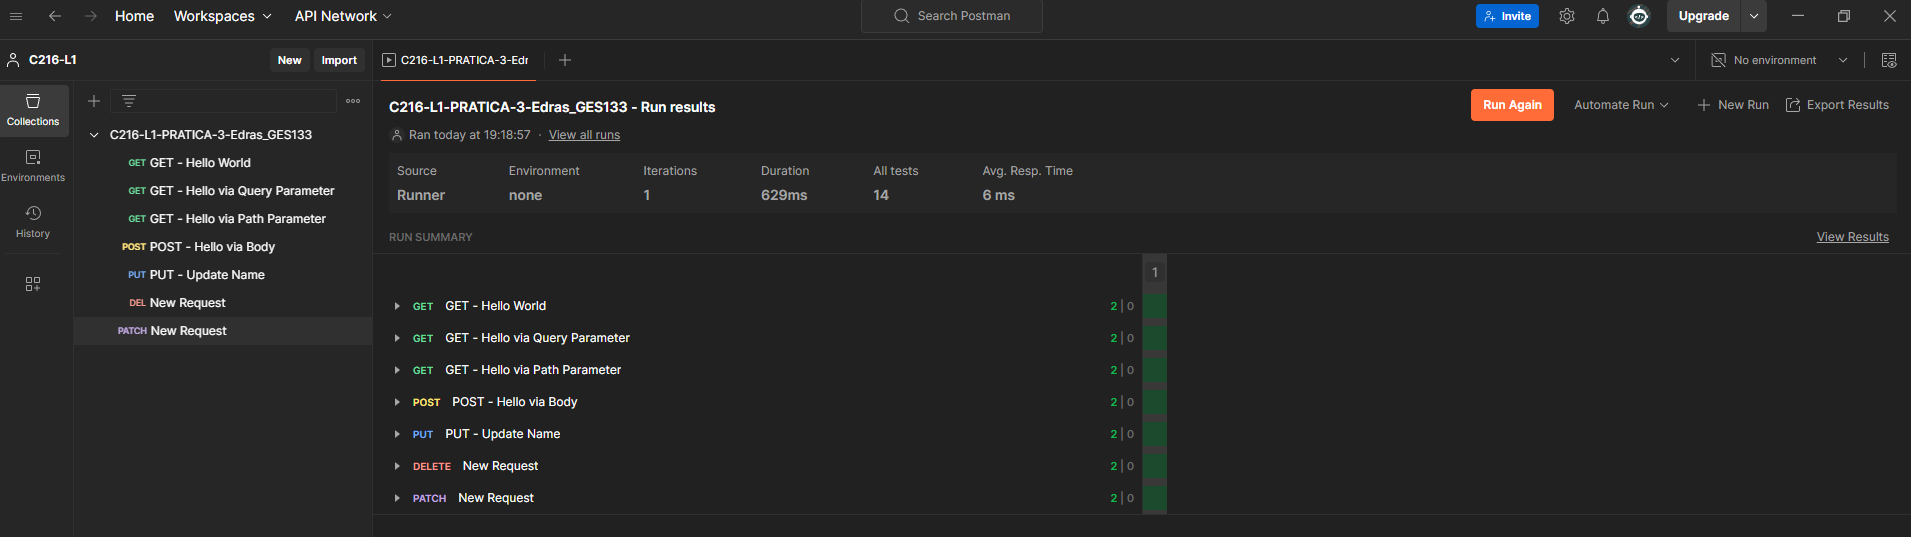 Home Workspaces API Network Search Postman Invite Upgrade
C216-L1 New Import
C216-L1-PRATICA-3-Edr No environment
Collections
Environments
History
C216-L1-PRATICA-3-Edras_GES133
GET GET - Hello World
GET GET - Hello via Query Parameter
GET GET - Hello via Path Parameter
POST POST - Hello via Body
PUT PUT - Update Name
DEL New Request
PATCH New Request
C216-L1-PRATICA-3-Edras_GES133 - Run results Run Again Automate Run New Run Export Results
Ran today at 19:18:57 · View all runs
Source Environment Iterations Duration All tests Avg. Resp. Time
Runner none 1 629ms 14 6 ms
RUN SUMMARY View Results
1
GET GET - Hello World 2 | 0
GET GET - Hello via Query Parameter 2 | 0
GET GET - Hello via Path Parameter 2 | 0
POST POST - Hello via Body 2 | 0
PUT PUT - Update Name 2 | 0
DELETE New Request 2 | 0
PATCH New Request 2 | 0